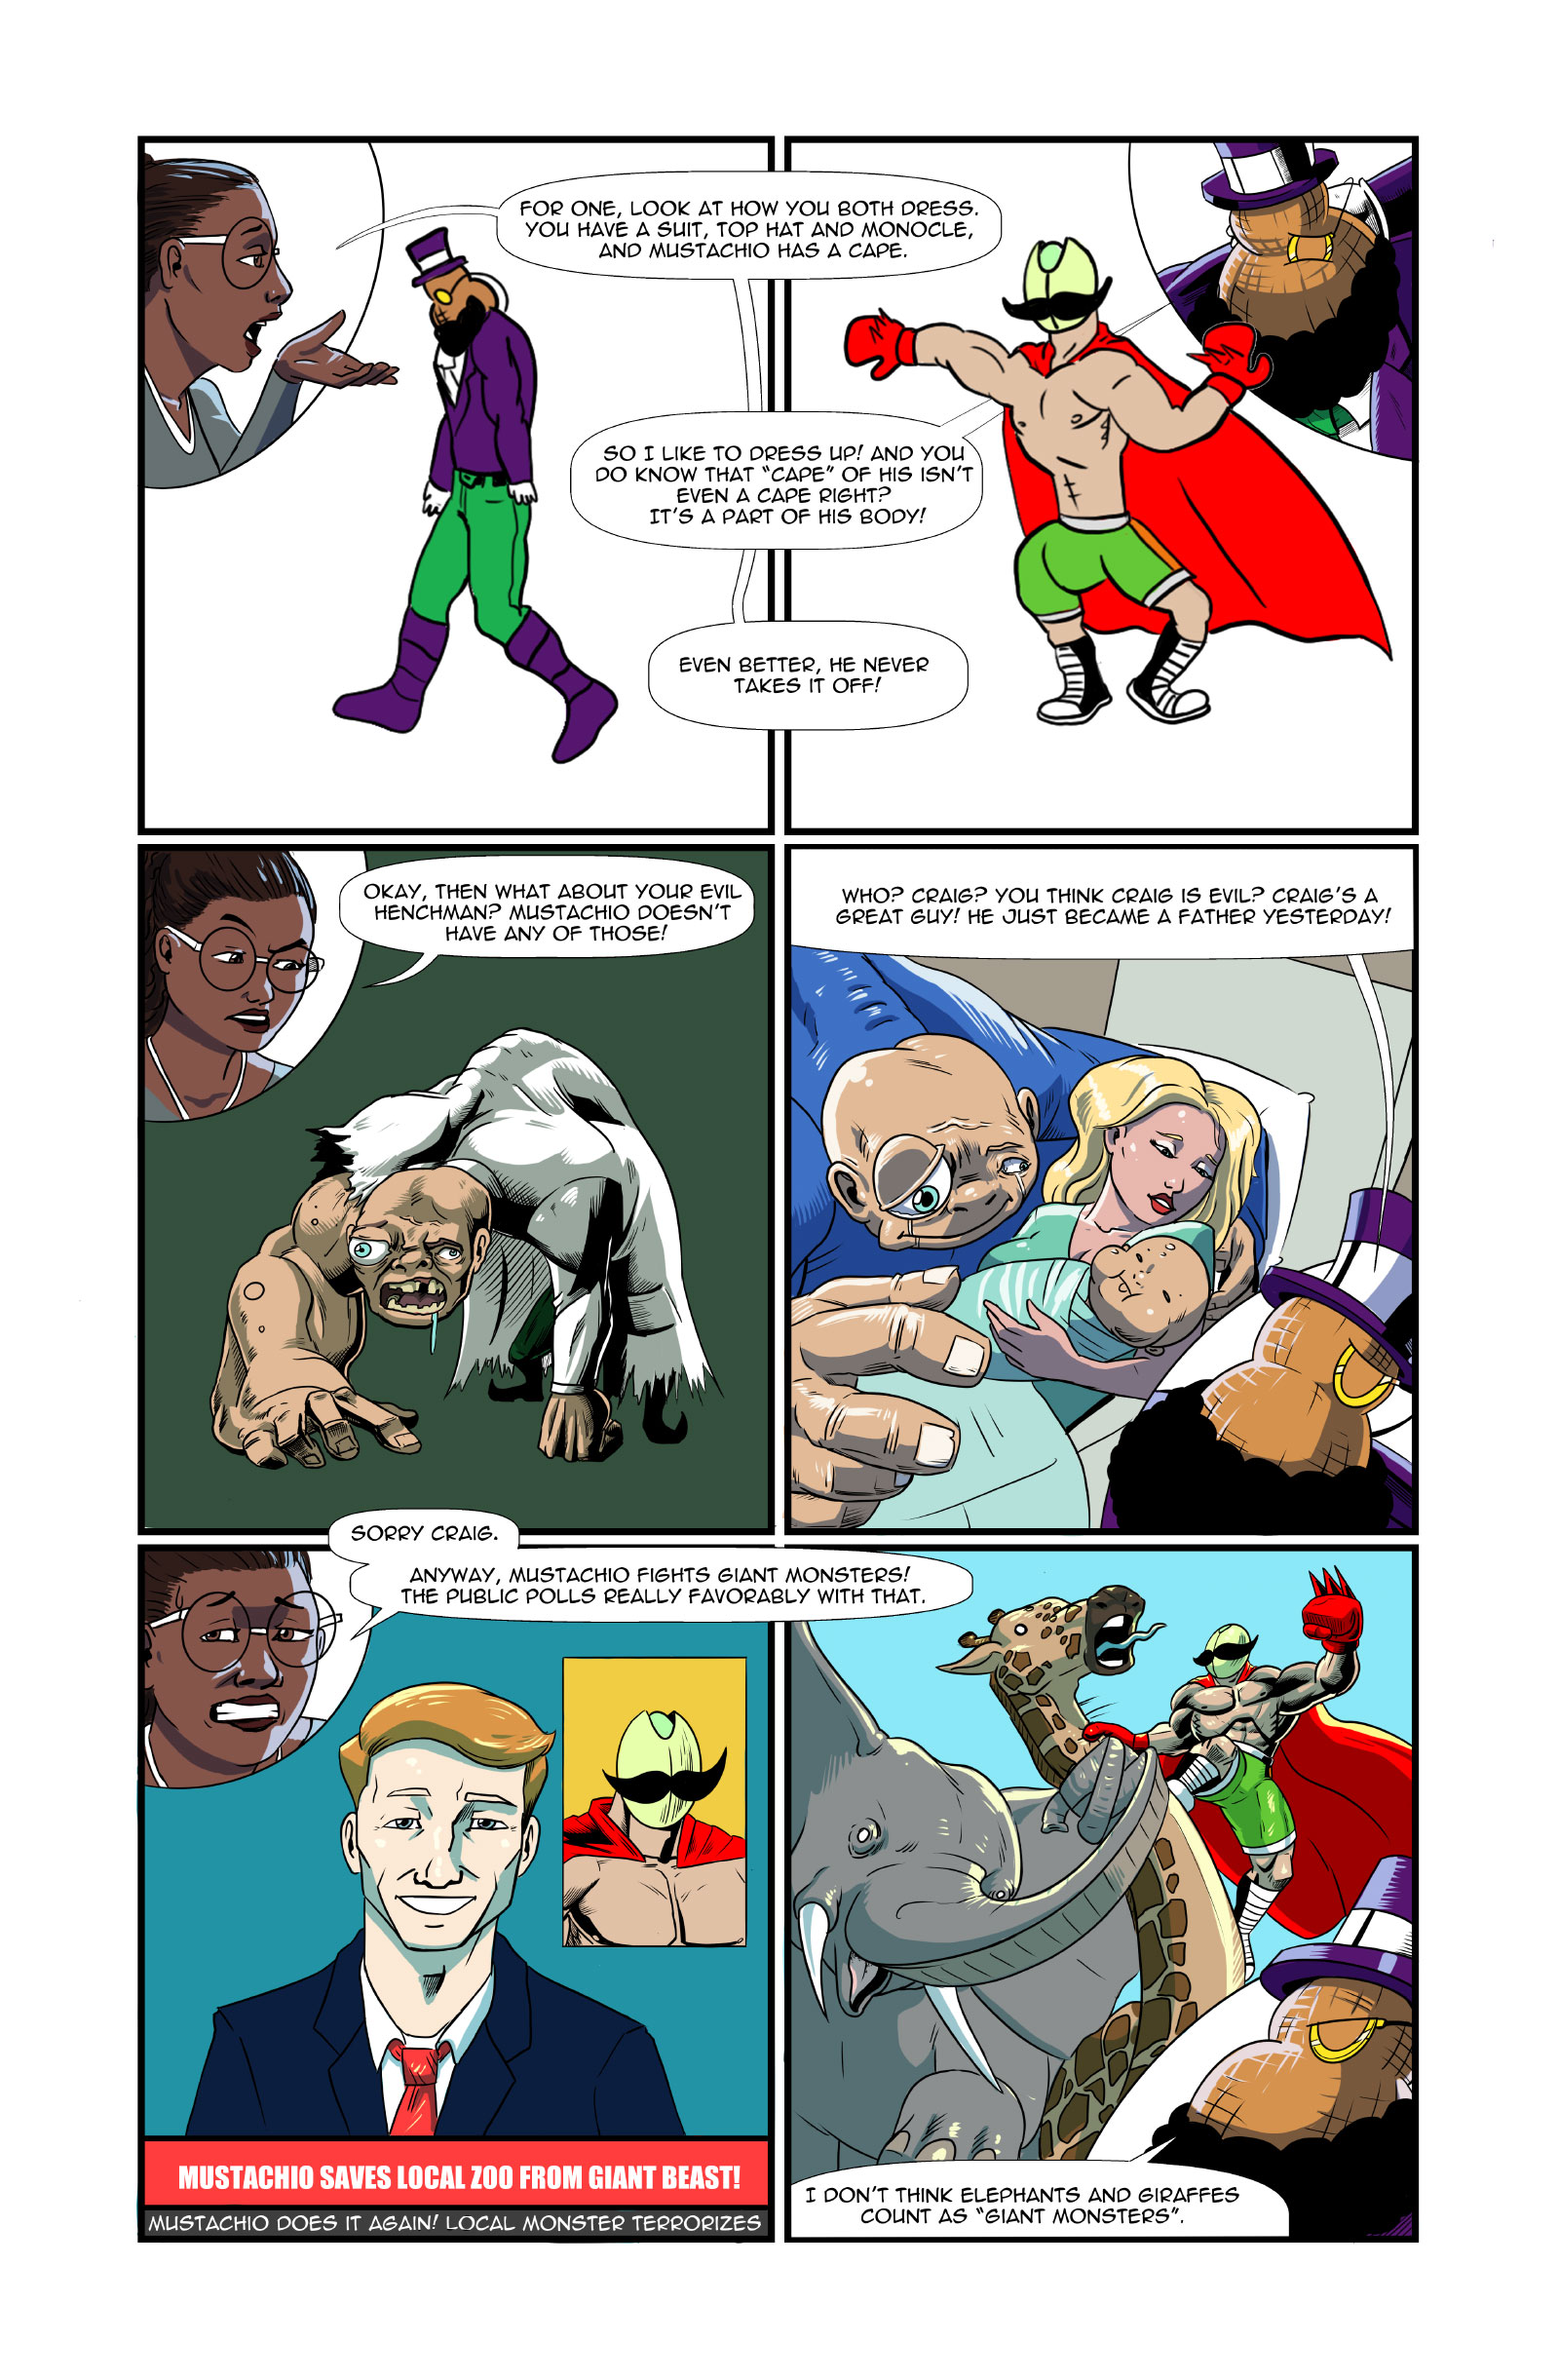 FOR ONE, LOOK AT HOW YOU BOTH DRESS.
YOU HAVE A SUIT, TOP HAT AND MONOCLE,
AND MUSTACHIO HAS A CAPE.
SO I LIKE TO DRESS UP! AND YOU
DO KNOW THAT "CAPE" OF HIS ISN'T
EVEN A CAPE RIGHT?
IT'S A PART OF HIS BODY!
EVEN BETTER, HE NEVER
TAKES IT OFF!
OKAY, THEN WHAT ABOUT YOUR EVIL
HENCHMAN? MUSTACHIO DOESN'T
HAVE ANY OF THOSE!
WHO? CRAIG? YOU THINK CRAIG IS EVIL? CRAIG'S A
GREAT GUY! HE JUST BECAME A FATHER YESTERDAY!
SORRY CRAIG.
ANYWAY, MUSTACHIO FIGHTS GIANT MONSTERS!
THE PUBLIC POLLS REALLY FAVORABLY WITH THAT.
MUSTACHIO SAVES LOCAL ZOO FROM GIANT BEAST!
MUSTACHIO DOES IT AGAIN! LOCAL MONSTER TERRORIZES
I DON'T THINK ELEPHANTS AND GIRAFFES
COUNT AS "GIANT MONSTERS".